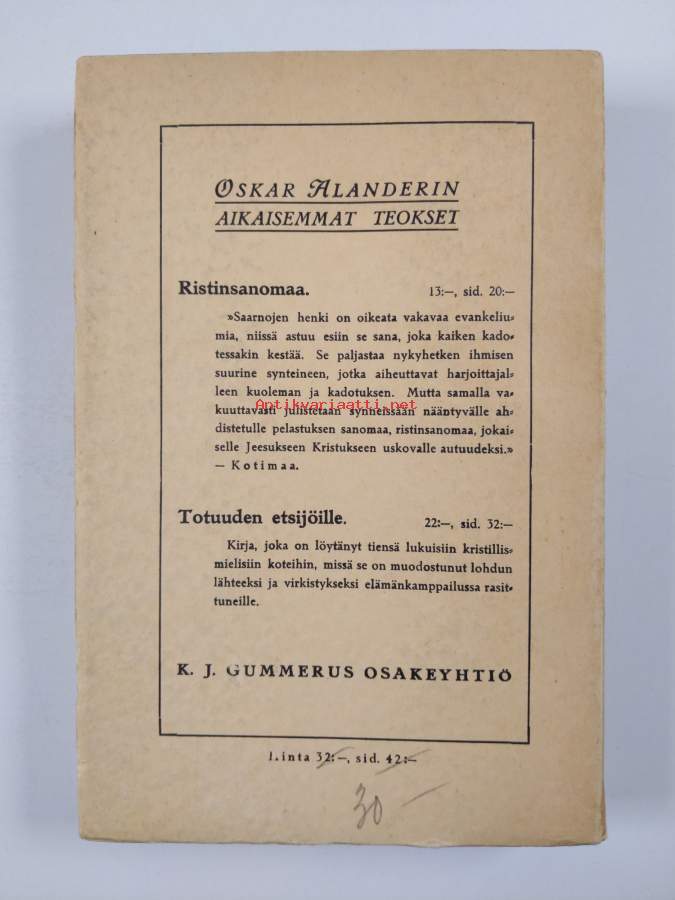 OSKAR ALANDERIN
AIKAISEMMAT TEOKSET
Ristinsanomaa. 13:—, sid. 20:—
»Saarnojen henki on oikeata vakavaa evankeliu-
mia, niissä astuu esiin se sana, joka kaiken kado-
tessakin kestää. Se paljastaa nykyhetken ihmisen
suurine synteineen, jotka aiheuttavat harjoittajal-
leen kuoleman ja kadotuksen. Mutta samalla va-
Antikvariaatti.net
kuuttavasti julistetaan synneissään nääntyvälle ah-
distetulle pelastuksen sanomaa, ristinsanomaa, jokai-
selle Jeesukseen Kristukseen uskovalle autuudeksi.»
— Kotimaa.
Totuuden etsijöille. 22:—, sid. 32:—
Kirja, joka on löytänyt tiensä lukuisiin kristillis-
mielisiin koteihin, missä se on muodostunut lohdun
lähteeksi ja virkistykseksi elämänkamppailussa rasit-
tuneille.
K. J. GUMMERUS OSAKEYHTIÖ
Hinta 32:—, sid. 42:—
30 —